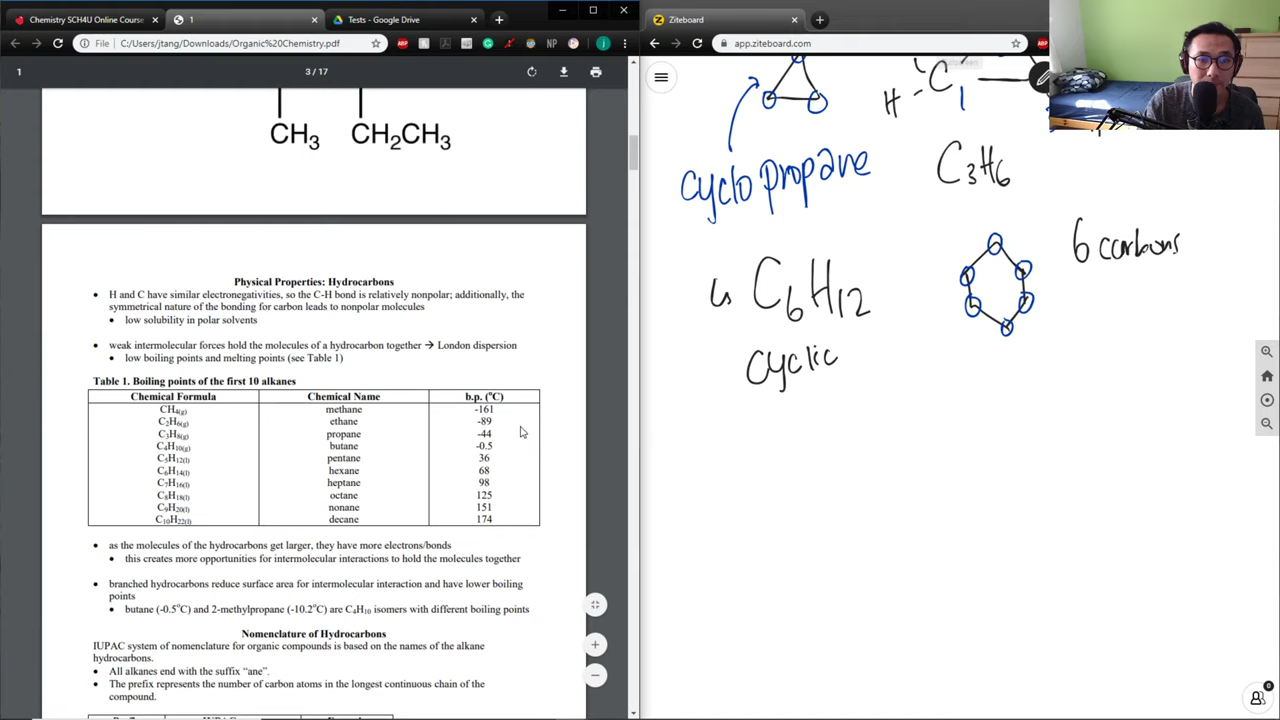 Chemistry SCH4U Online Course
1
Tests - Google Drive
File
C:/Users/jtang/Downloads/Organic%20Chemistry.pdf
ABP
NP
j
1
3 / 17
CH3 CH2CH3
Physical Properties: Hydrocarbons
• H and C have similar electronegativities, so the C-H bond is relatively nonpolar; additionally, the
symmetrical nature of the bonding for carbon leads to nonpolar molecules
• low solubility in polar solvents
• weak intermolecular forces hold the molecules of a hydrocarbon together → London dispersion
• low boiling points and melting points (see Table 1)
Table 1. Boiling points of the first 10 alkanes
Chemical Formula Chemical Name b.p. (°C)
CH4(g) methane -161
C2H6(g) ethane -89
C3H8(g) propane -44
C4H10(g) butane -0.5
C5H12(l) pentane 36
C6H14(l) hexane 68
C7H16(l) heptane 98
C8H18(l) octane 125
C9H20(l) nonane 151
C10H22(l) decane 174
• as the molecules of the hydrocarbons get larger, they have more electrons/bonds
• this creates more opportunities for intermolecular interactions to hold the molecules together
• branched hydrocarbons reduce surface area for intermolecular interaction and have lower boiling
points
• butane (-0.5°C) and 2-methylpropane (-10.2°C) are C4H10 isomers with different boiling points
Nomenclature of Hydrocarbons
IUPAC system of nomenclature for organic compounds is based on the names of the alkane
hydrocarbons.
• All alkanes end with the suffix “ane”.
• The prefix represents the number of carbon atoms in the longest continuous chain of the
compound.
Ziteboard
app.ziteboard.com
ABP
H C
1
cyclo propane
C3H6
6 carbons
C6H12
cyclic
0